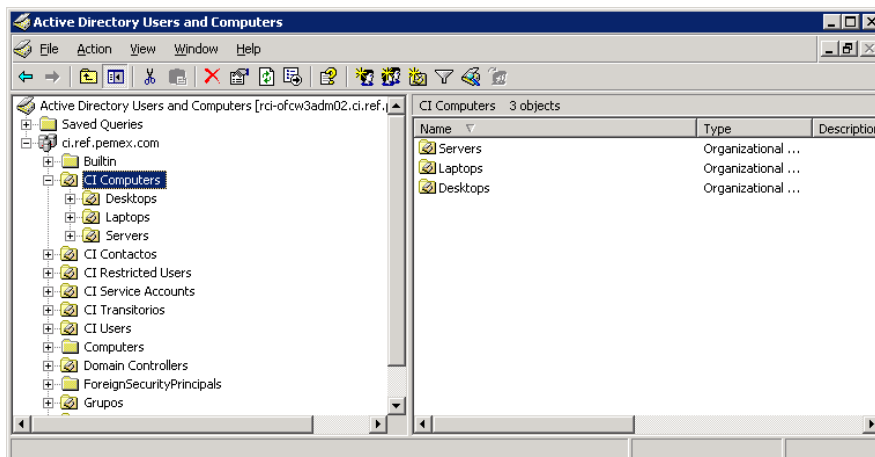 Active Directory Users and Computers
File Action View Window Help
Active Directory Users and Computers [rci-ofcw3adm02.ci.ref.
Saved Queries
ci.ref.pemex.com
Builtin
CI Computers
Desktops
Laptops
Servers
CI Contactos
CI Restricted Users
CI Service Accounts
CI Transitorios
CI Users
Computers
Domain Controllers
ForeignSecurityPrincipals
Grupos
CI Computers 3 objects
Name Type Description
Servers Organizational ...
Laptops Organizational ...
Desktops Organizational ...